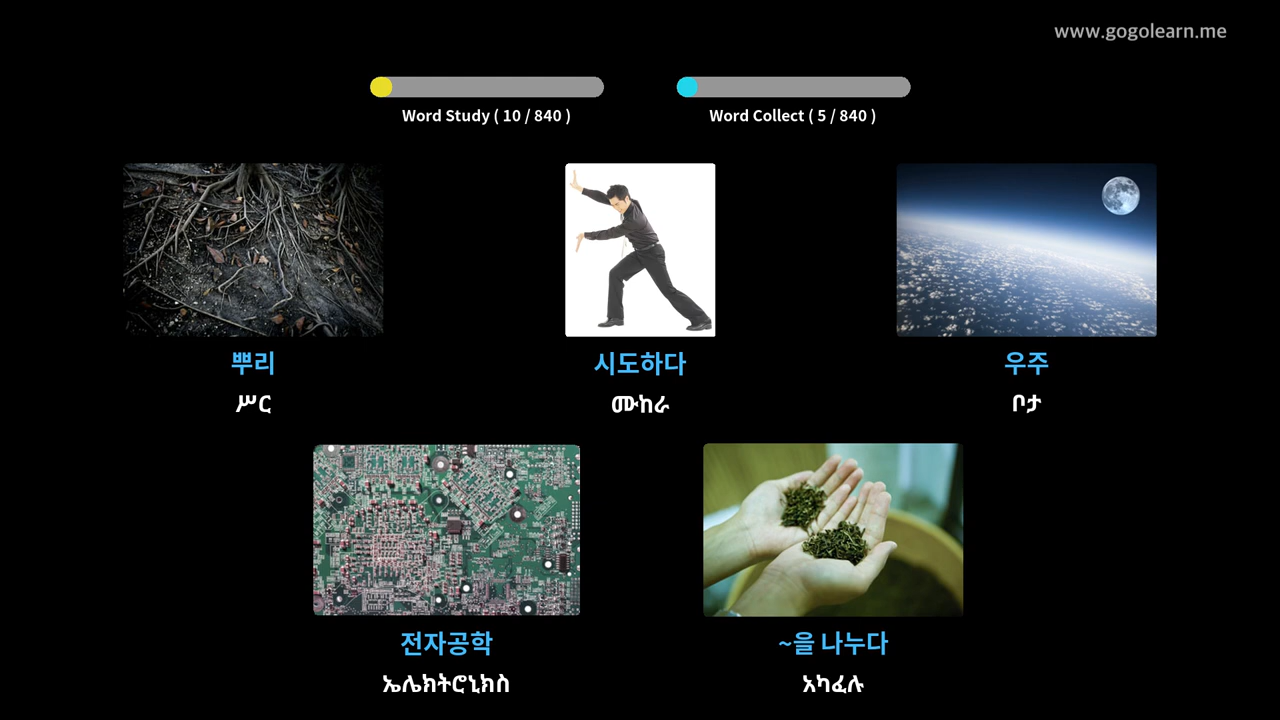 www.gogolearn.me
Word Study ( 10 / 840 )
Word Collect ( 5 / 840 )
뿌리
시도하다
우주
ሥር
ሙከራ
ቦታ
전자공학
~을 나누다
ኤሌክትሮኒክስ
አካፈሉ